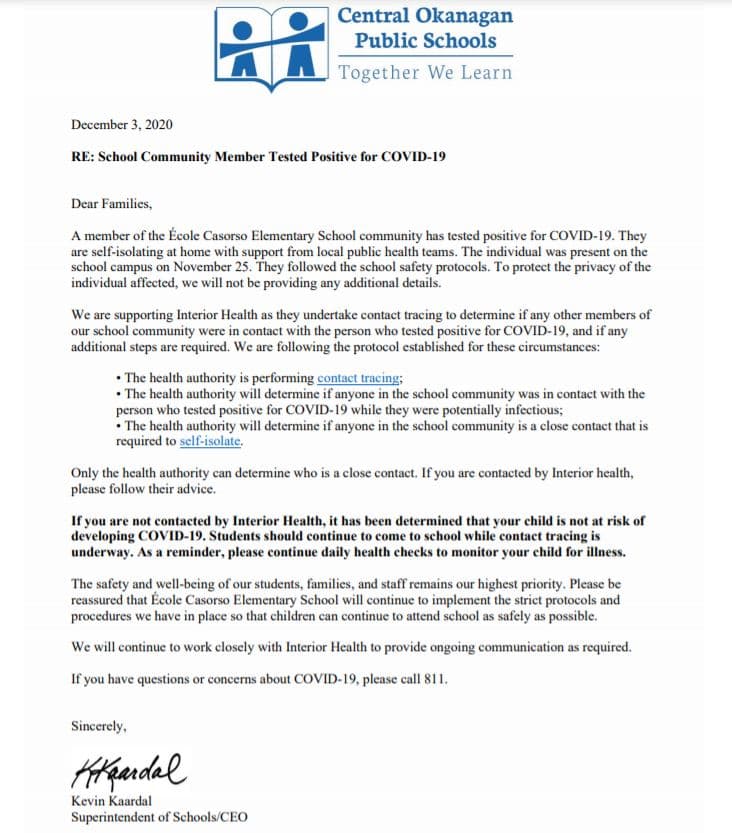 Central Okanagan
Public Schools
Together We Learn
December 3, 2020
RE: School Community Member Tested Positive for COVID-19
Dear Families,
A member of the École Casorso Elementary School community has tested positive for COVID-19. They
are self-isolating at home with support from local public health teams. The individual was present on the
school campus on November 25. They followed the school safety protocols. To protect the privacy of the
individual affected, we will not be providing any additional details.
We are supporting Interior Health as they undertake contact tracing to determine if any other members of
our school community were in contact with the person who tested positive for COVID-19, and if any
additional steps are required. We are following the protocol established for these circumstances:
• The health authority is performing contact tracing;
• The health authority will determine if anyone in the school community was in contact with the
person who tested positive for COVID-19 while they were potentially infectious;
• The health authority will determine if anyone in the school community is a close contact that is
required to self-isolate.
Only the health authority can determine who is a close contact. If you are contacted by Interior health,
please follow their advice.
If you are not contacted by Interior Health, it has been determined that your child is not at risk of
developing COVID-19. Students should continue to come to school while contact tracing is
underway. As a reminder, please continue daily health checks to monitor your child for illness.
The safety and well-being of our students, families, and staff remains our highest priority. Please be
reassured that École Casorso Elementary School will continue to implement the strict protocols and
procedures we have in place so that children can continue to attend school as safely as possible.
We will continue to work closely with Interior Health to provide ongoing communication as required.
If you have questions or concerns about COVID-19, please call 811.
Sincerely,
KKaardal
Kevin Kaardal
Superintendent of Schools/CEO